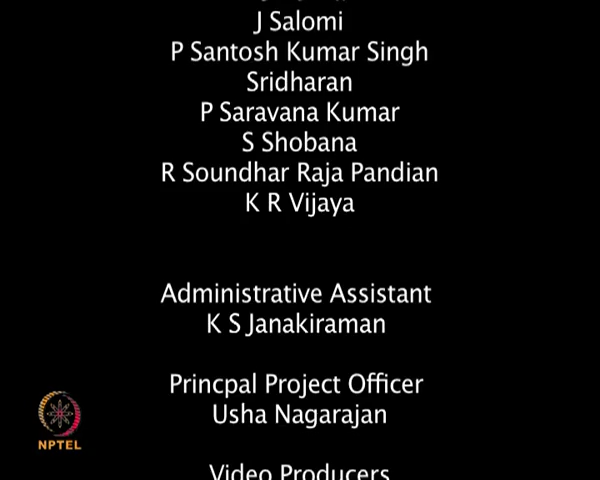 J Salomi
P Santosh Kumar Singh
Sridharan
P Saravana Kumar
S Shobana
R Soundhar Raja Pandian
K R Vijaya
Administrative Assistant
K S Janakiraman
Princpal Project Officer
Usha Nagarajan
NPTEL
Video Producers